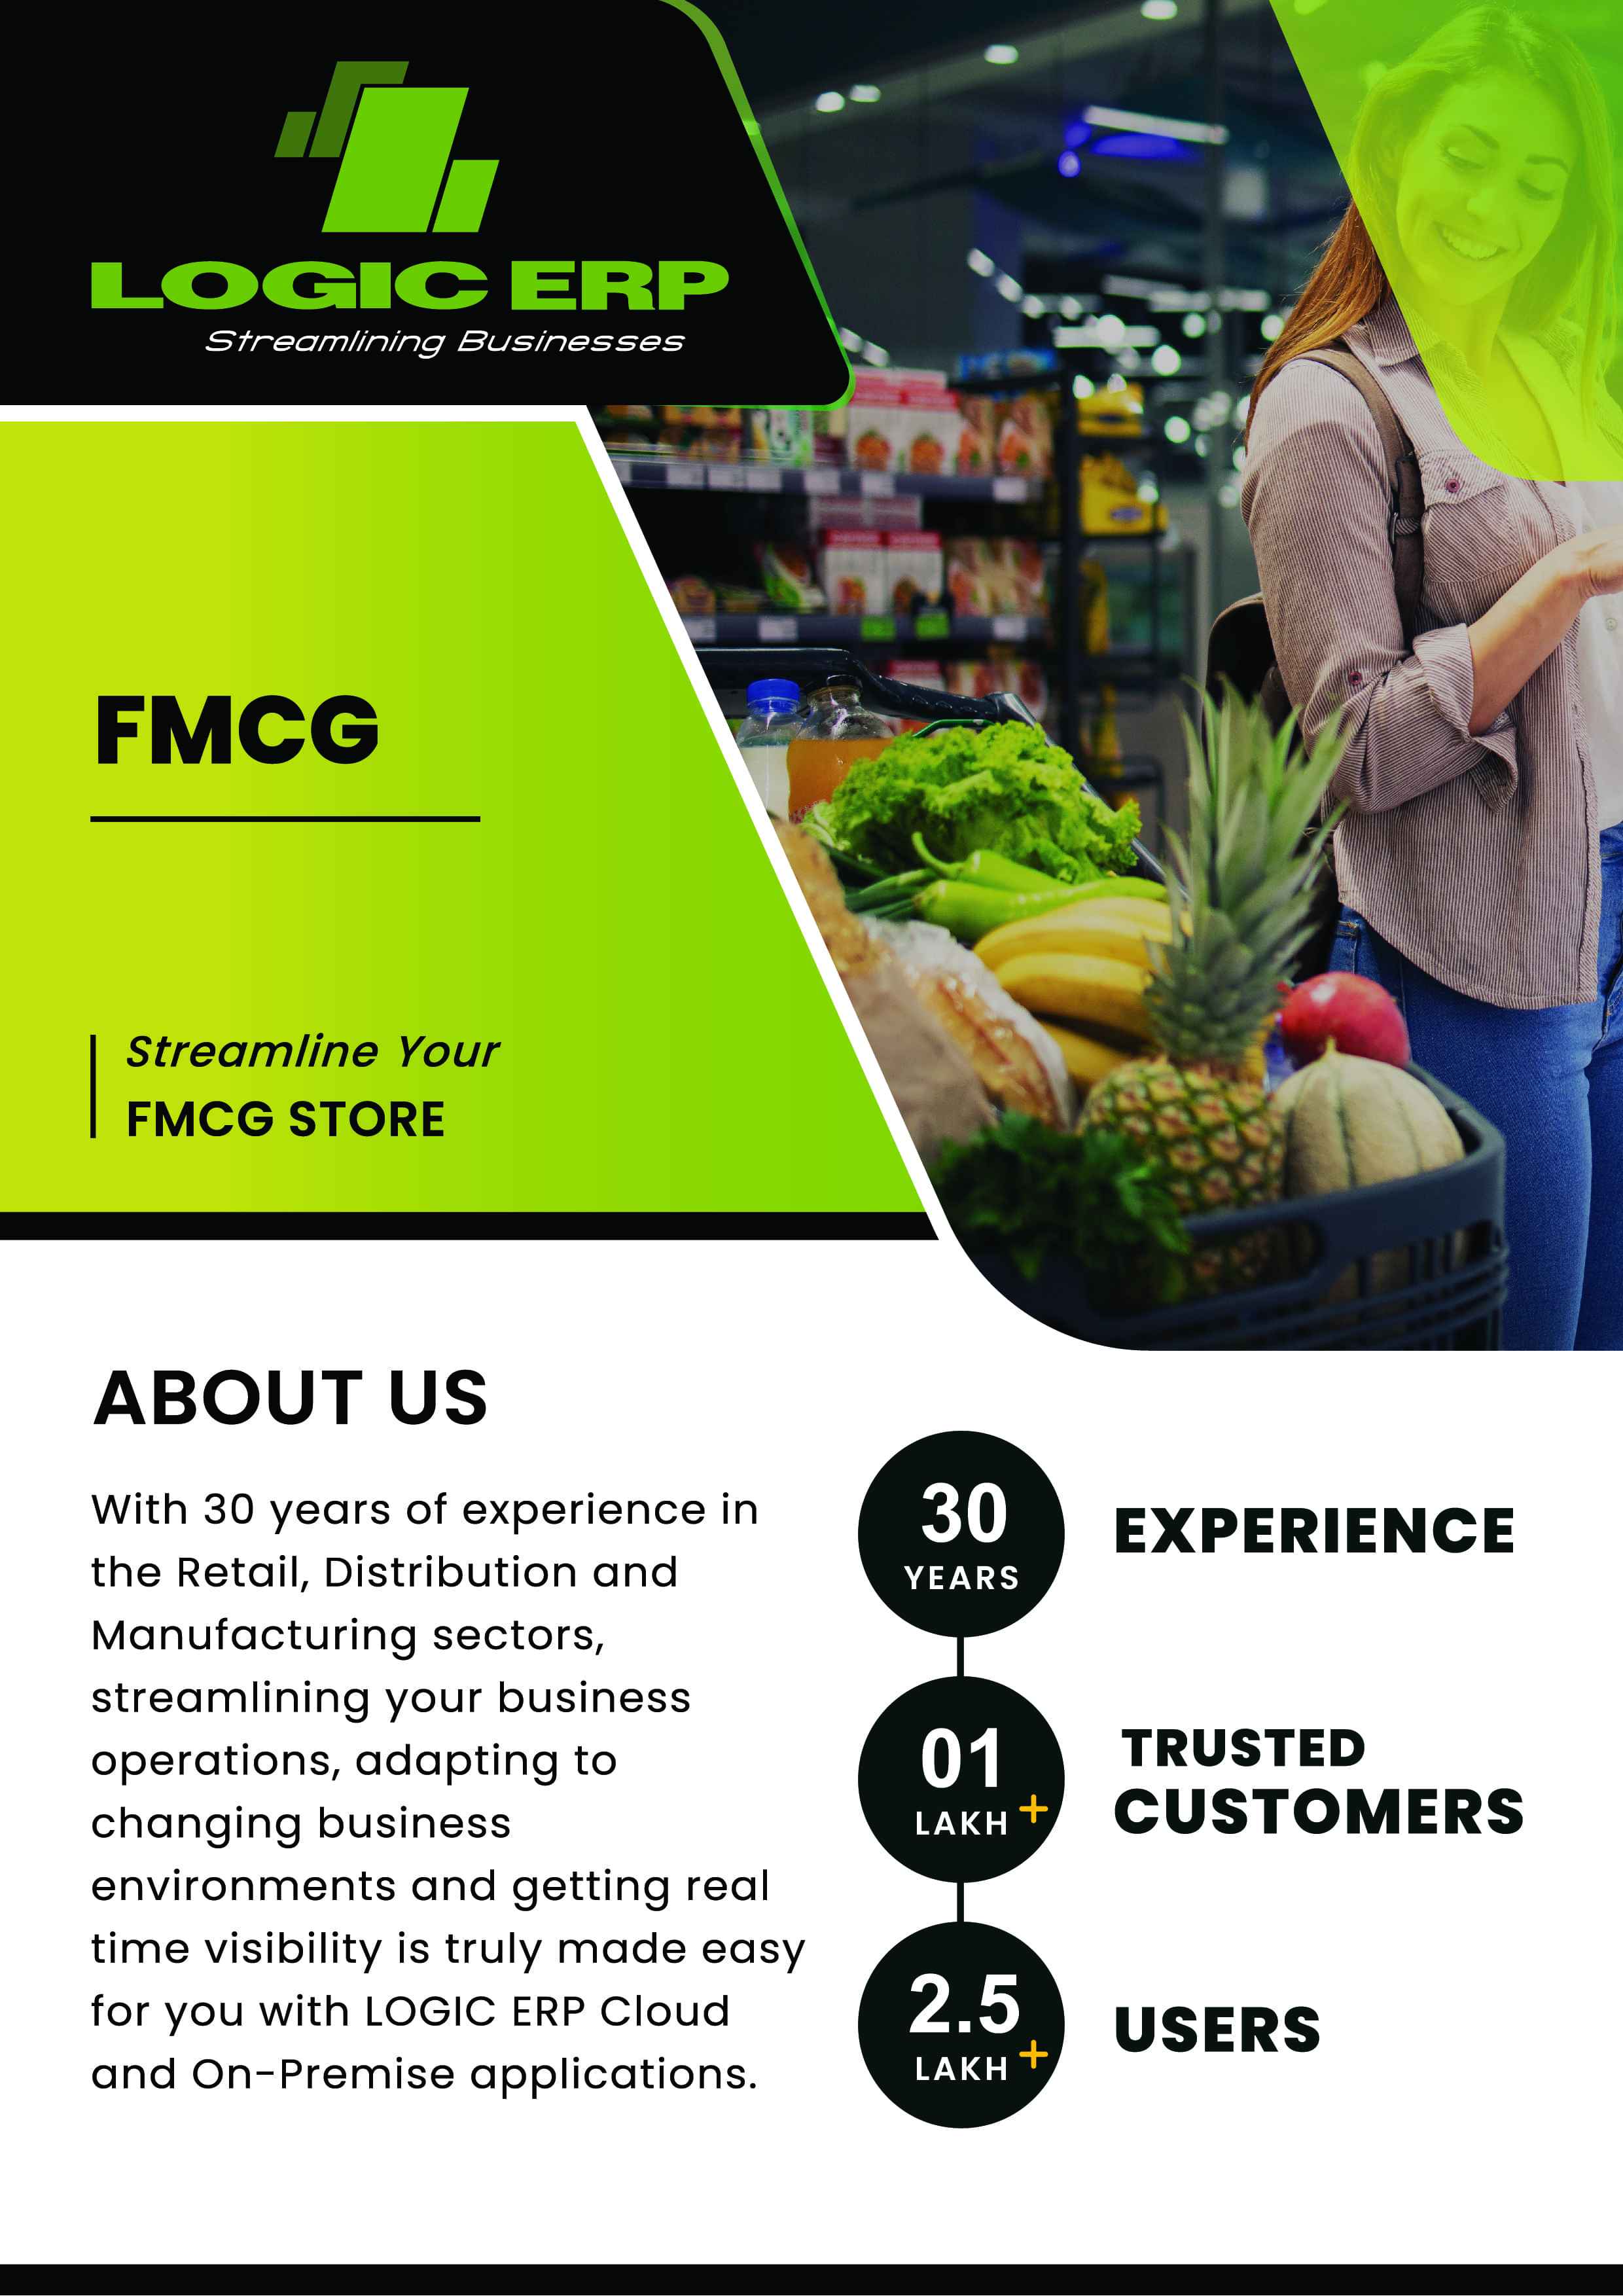 LOGIC ERP
Streamlining Businesses
FMCG
Streamline Your
FMCG STORE
ABOUT US
With 30 years of experience in
the Retail, Distribution and
Manufacturing sectors,
streamlining your business
operations, adapting to
changing business
environments and getting real
time visibility is truly made easy
for you with LOGIC ERP Cloud
and On-Premise applications.
30
YEARS
EXPERIENCE
01
LAKH +
TRUSTED
CUSTOMERS
2.5
LAKH +
USERS